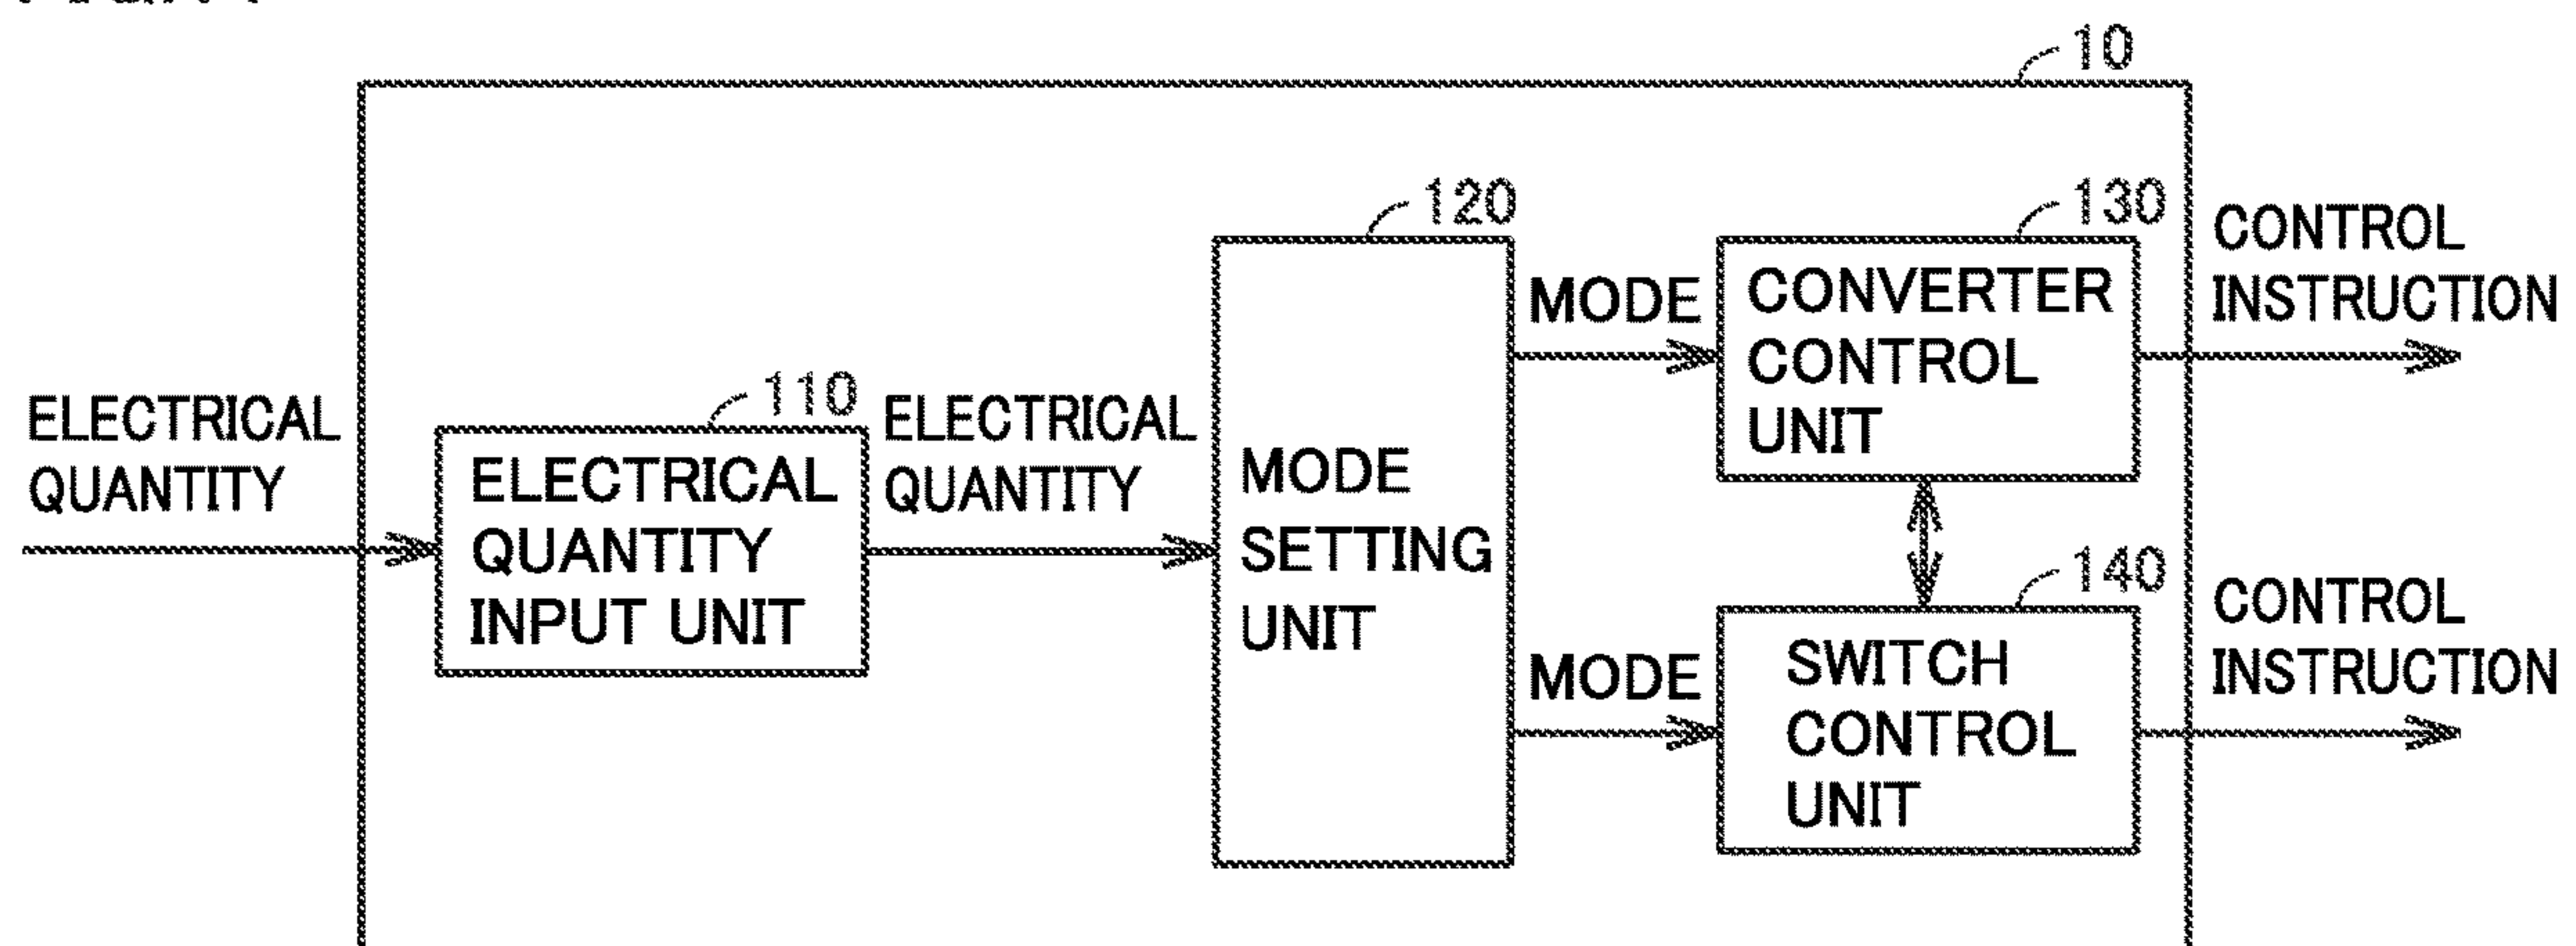 10
120
130
CONTROL
INSTRUCTION
MODE
CONVERTER
CONTROL
UNIT
110
ELECTRICAL
QUANTITY
ELECTRICAL
QUANTITY
ELECTRICAL
QUANTITY
INPUT UNIT
MODE
SETTING
UNIT
140
CONTROL
INSTRUCTION
MODE
SWITCH
CONTROL
UNIT